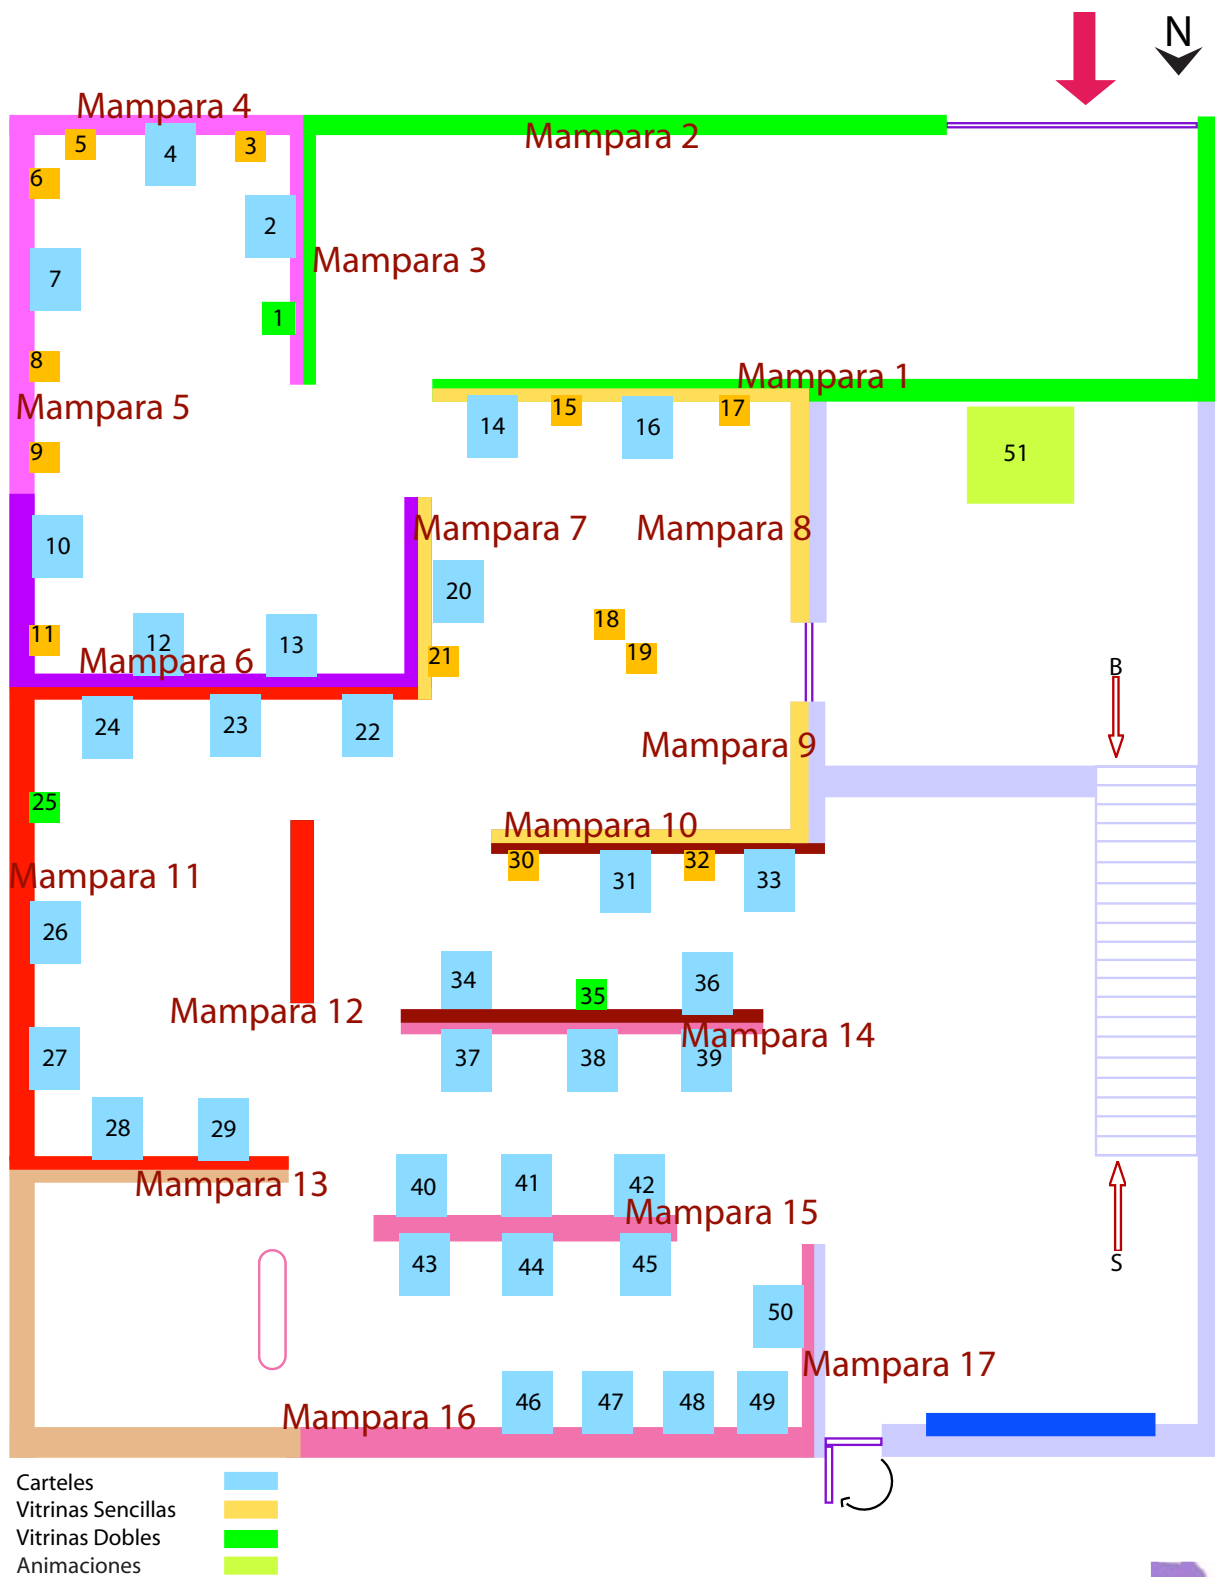 N
Mampara 4
Mampara 2
5
4
3
6
2
Mampara 3
7
1
8
Mampara 1
Mampara 5
14
15
16
17
9
51
Mampara 7
Mampara 8
10
20
11
12
13
18
19
21
Mampara 6
B
24
23
22
Mampara 9
25
Mampara 10
Mampara 11
30
31
32
33
26
34
35
36
Mampara 12
Mampara 14
27
37
38
39
28
29
Mampara 13
40
41
42
Mampara 15
43
44
45
S
50
Mampara 17
46
47
48
49
Mampara 16
Carteles
Vitrinas Sencillas
Vitrinas Dobles
Animaciones